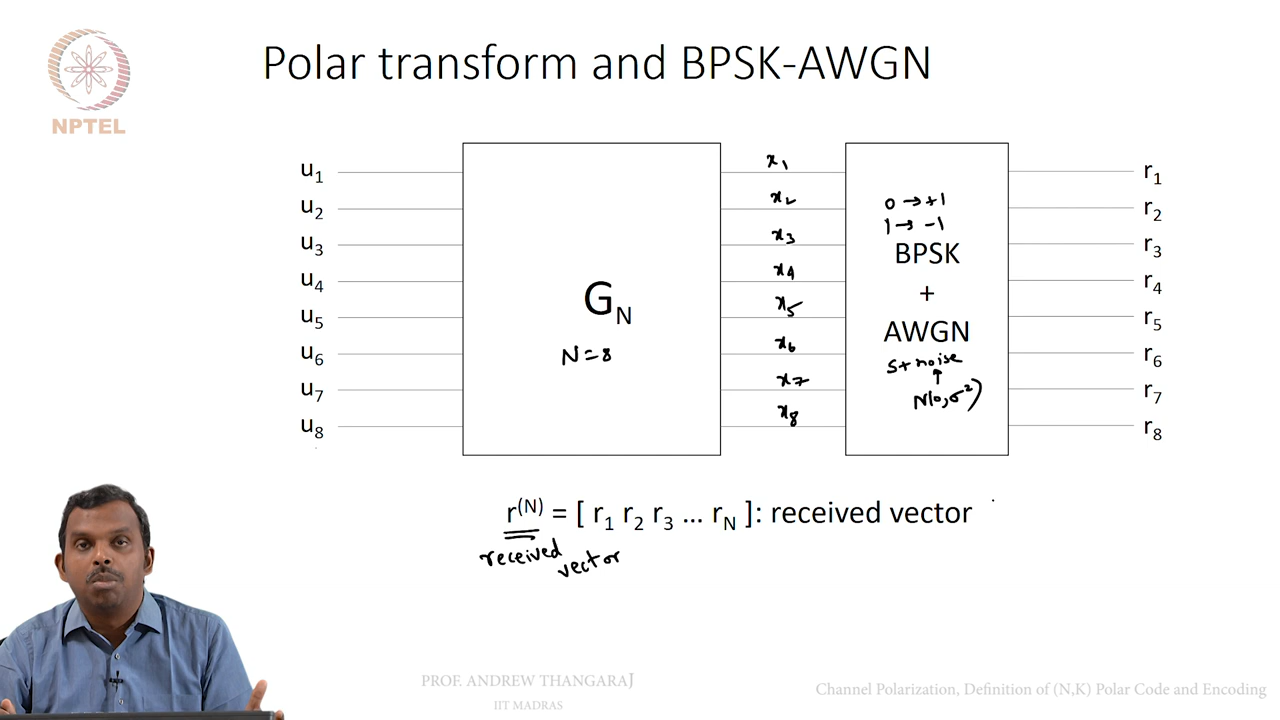 Polar transform and BPSK-AWGN
NPTEL
u1
u2
u3
u4
u5
u6
u7
u8
GN
N=8
x1
x2
x3
x4
x5
x6
x7
x8
0→+1
1→ -1
BPSK
+
AWGN
S+ noise
↑
N(0,σ²)
r1
r2
r3
r4
r5
r6
r7
r8
r(N) = [ r1 r2 r3 ... rN ]: received vector
received
vector
PROF. ANDREW THANGARAJ
IIT MADRAS
Channel Polarization, Definition of (N,K) Polar Code and Encoding